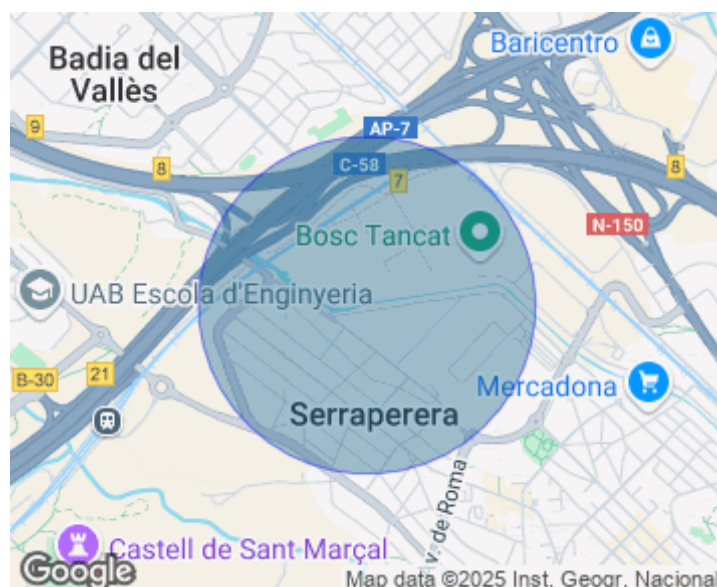 Badia del
Vallès
Baricentro
9
AP-7
8
C-58
8
7
N-150
Bosc Tancat
UAB Escola d'Enginyeria
B-30
21
Mercadona
Serraperera
v. de Roma
Castell de Sant Marçal
Google
Map data ©2025 Inst. Geogr. Nacional